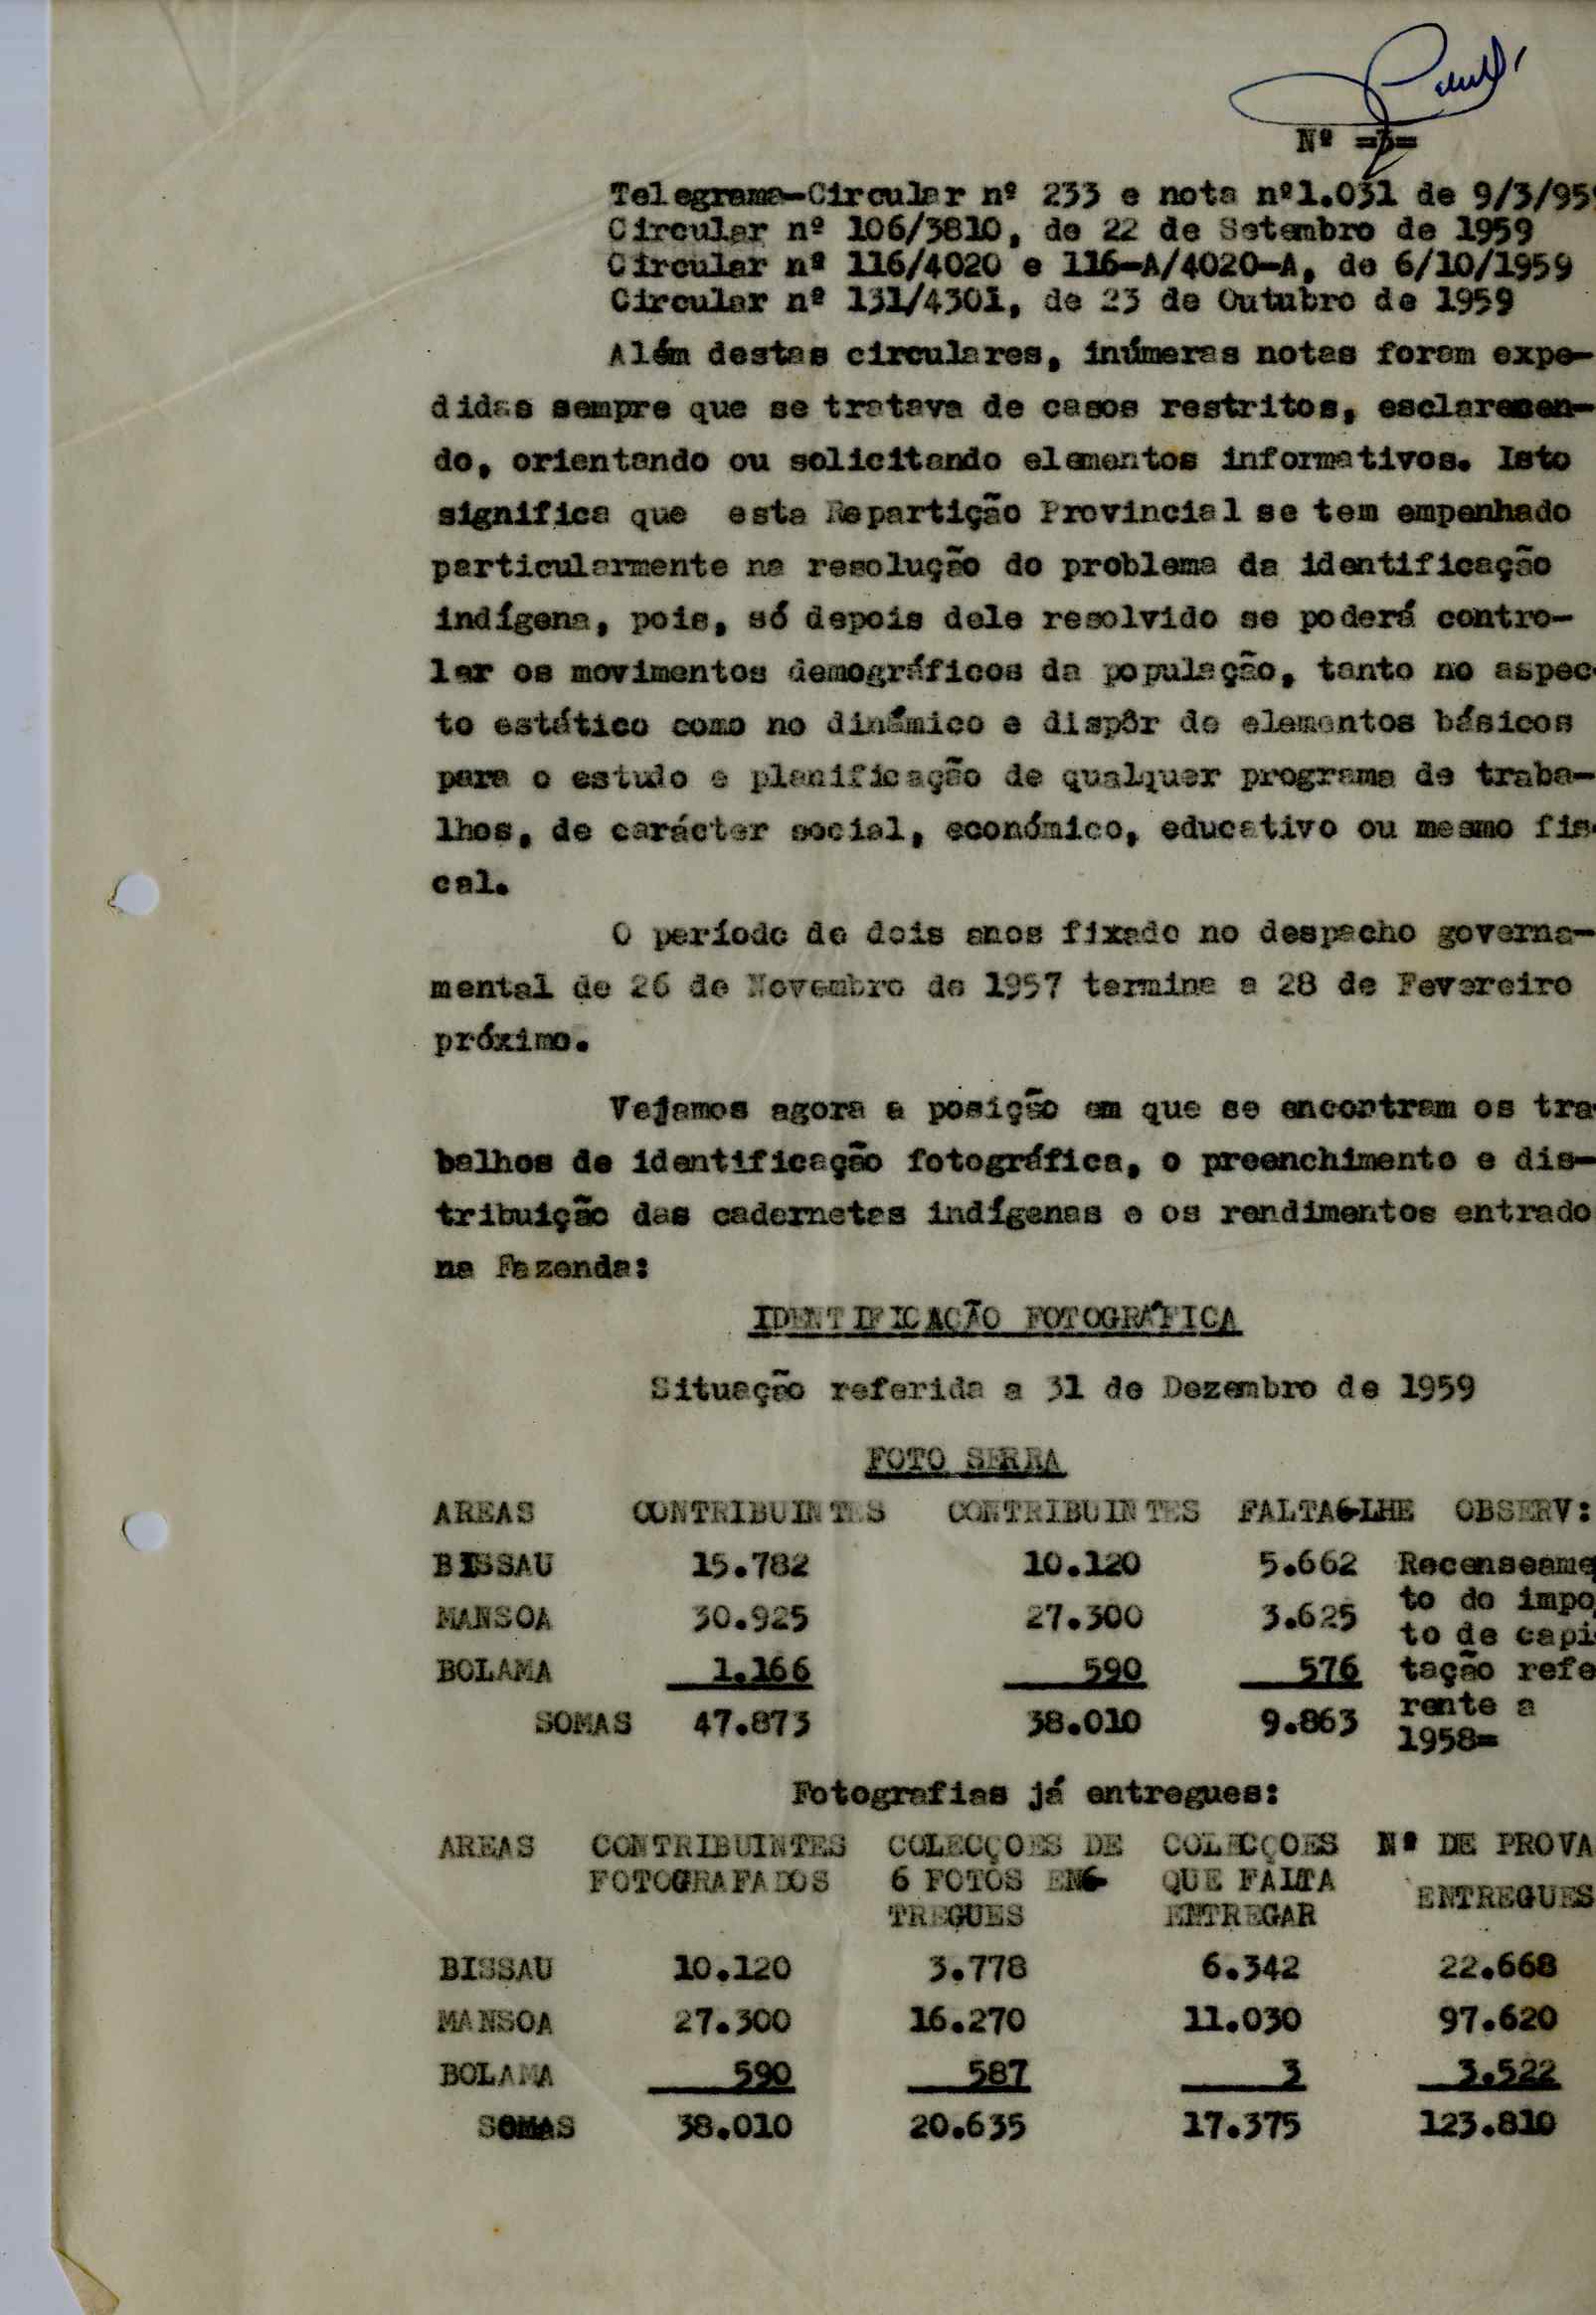 Nº =3=
Telegrama-Circular nº 233 e nota nº1.031 de 9/3/959
Circular nº 106/3810, de 22 de Setembro de 1959
Circular nº 116/4020 e 116-A/4020-A, de 6/10/1959
Circular nº 131/4301, de 23 de Outubro de 1959
Além destas circulares, inúmeras notas foram expe-
didas sempre que se tratava de casos restritos, esclarecen-
do, orientando ou solicitando elementos informativos. Isto
significa que esta Repartição Provincial se tem empenhado
particularmente na resolução do problema da identificação
indígena, pois, só depois dele resolvido se poderá contro-
lar os movimentos demográficos da população, tanto no aspec-
to estático como no dinâmico e dispôr de elementos básicos
para o estudo e planificação de qualquer programa de traba-
lhos, de carácter social, económico, educativo ou mesmo fis-
cal.
O período de dois anos fixado no despacho governa-
mental de 26 de Novembro de 1957 termina a 28 de Fevereiro
próximo.
Vejamos agora a posição em que se encontram os tra
balhos de identificação fotográfica, o preenchimento e dis-
tribuição das cadernetas indígenas e os rendimentos entrado
na Fazenda:
IDENTIFICAÇÃO FOTOGRÁFICA
Situação referida a 31 de Dezembro de 1959
FOTO SERRA
AREAS CONTRIBUINTES CONTRIBUINTES FALTA-LHE OBSERV:
BISSAU 15.782 10.120 5.662 Recenseame
MANSOA 30.925 27.300 3.625 to do impo
to de capi
BOLAMA 1.166 590 576 tação refe
SOMAS 47.873 38.010 9.863 rente a
1958=
Fotografias já entregues:
AREAS CONTRIBUINTES COLECÇOES DE COLECÇOES Nº DE PROVA
FOTOGRAFADOS 6 FOTOS EN- QUE FALTA ENTREGUES
TREGUES ENTREGAR
BISSAU 10.120 3.778 6.342 22.668
MANSOA 27.300 16.270 11.030 97.620
BOLAMA 590 587 3 3.522
SOMAS 38.010 20.635 17.375 123.810